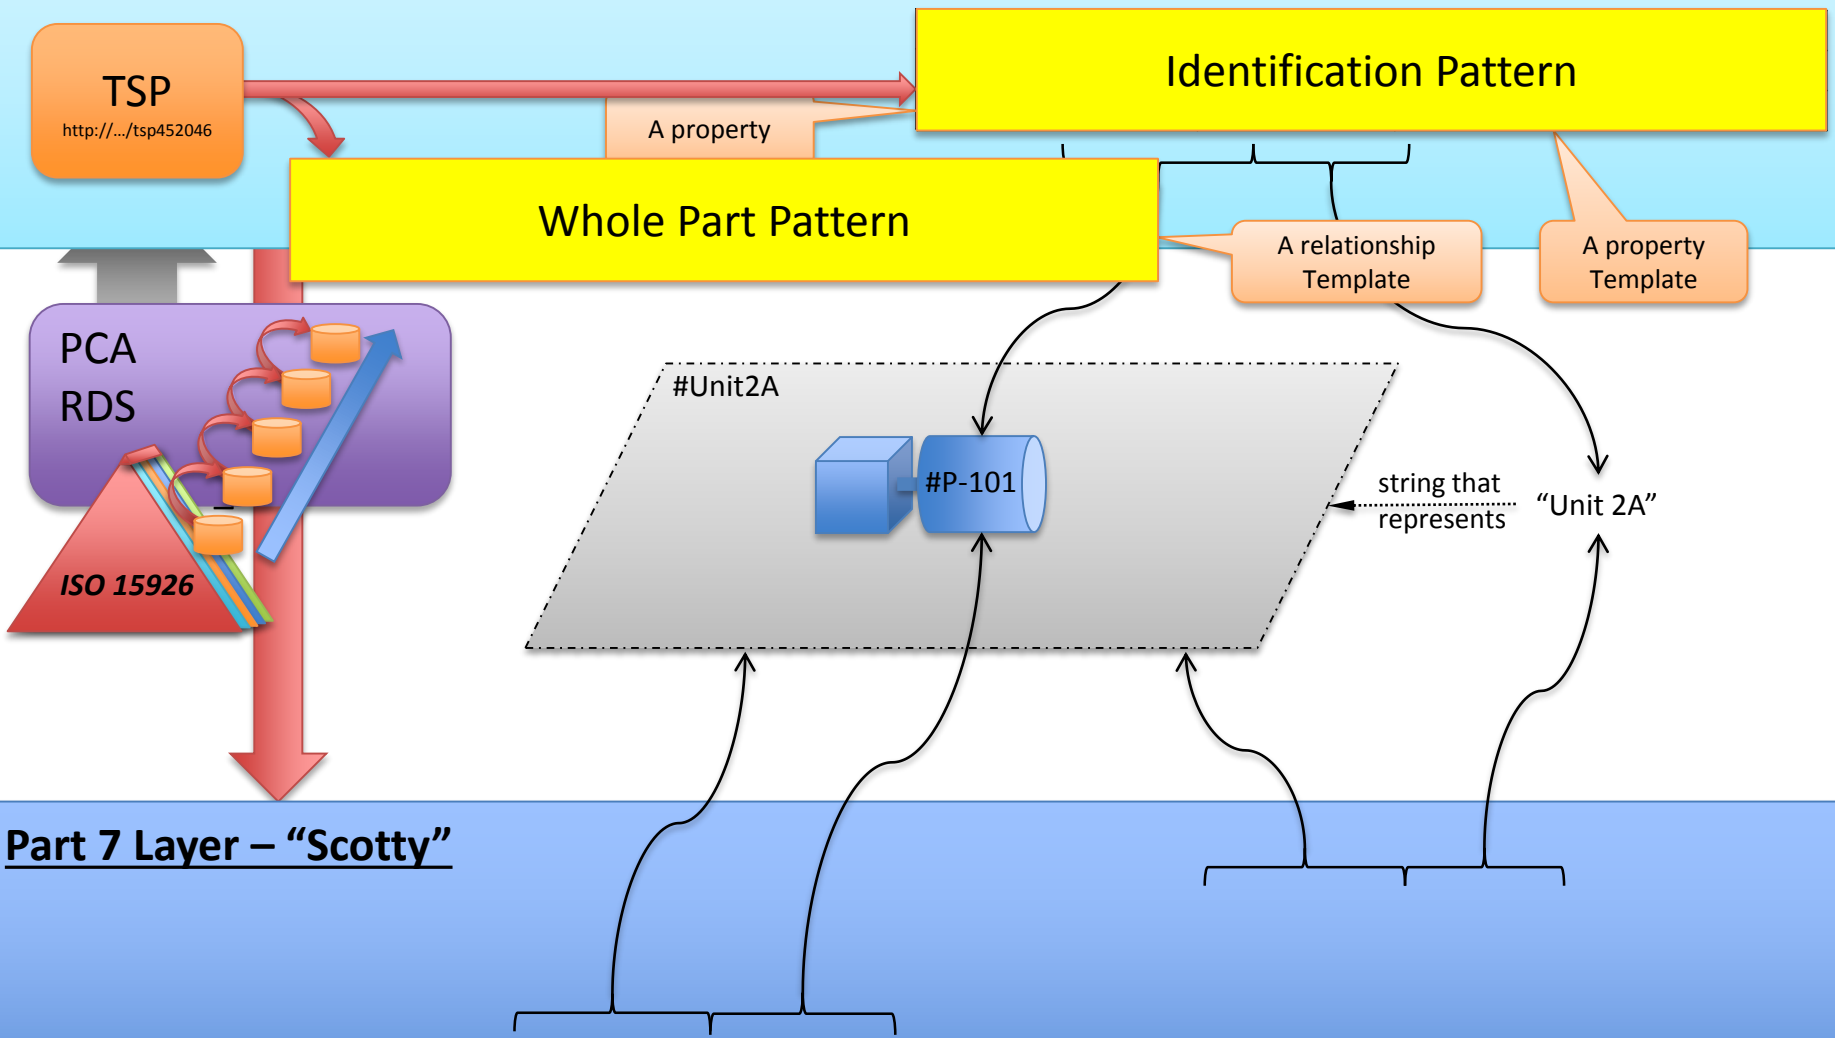 TSP
http://.../tsp452046
Identification Pattern
A property
Whole Part Pattern
A relationship
Template
A property
Template
PCA
RDS
ISO 15926
#Unit2A
#P-101
string that
represents
“Unit 2A”
Part 7 Layer – “Scotty”